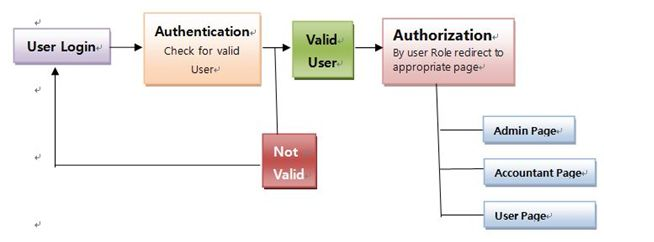 User Login
Authentication
Check for valid
User
Valid
User
Authorization
By user Role redirect to
appropriate page
Not
Valid
Admin Page
Accountant Page
User Page